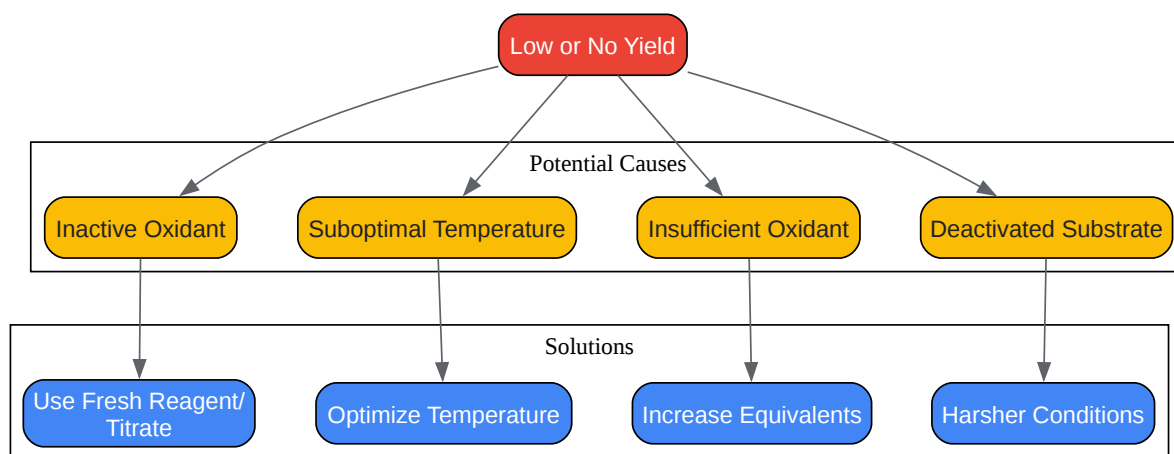 Low or No Yield
Potential Causes
Inactive Oxidant
Suboptimal Temperature
Insufficient Oxidant
Deactivated Substrate
Solutions
Use Fresh Reagent/
Titrate
Optimize Temperature
Increase Equivalents
Harsher Conditions